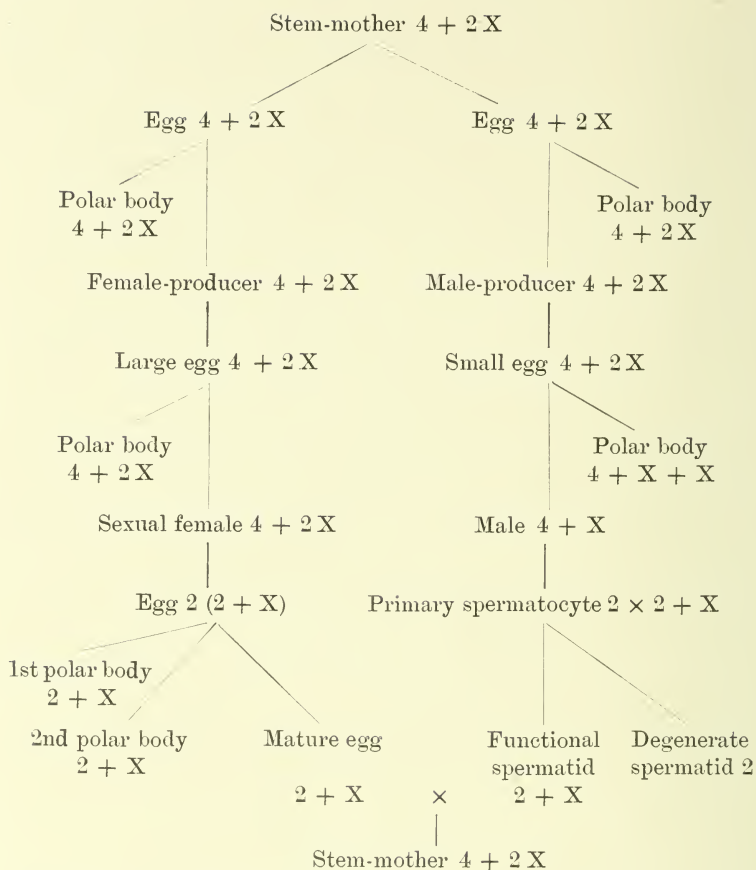 Stem-mother 4 + 2 X
Egg 4 + 2 X
Egg 4 + 2 X
Polar body
4 + 2 X
Polar body
4 + 2 X
Female-producer 4 + 2 X
Male-producer 4 + 2 X
Large egg 4 + 2 X
Small egg 4 + 2 X
Polar body
4 + 2 X
Polar body
4 + X + X
Sexual female 4 + 2 X
Male 4 + X
Egg 2 (2 + X)
Primary spermatocyte 2 × 2 + X
1st polar body
2 + X
2nd polar body
2 + X
Mature egg
2 + X
×
Functional
spermatid
2 + X
Degenerate
spermatid 2
Stem-mother 4 + 2 X